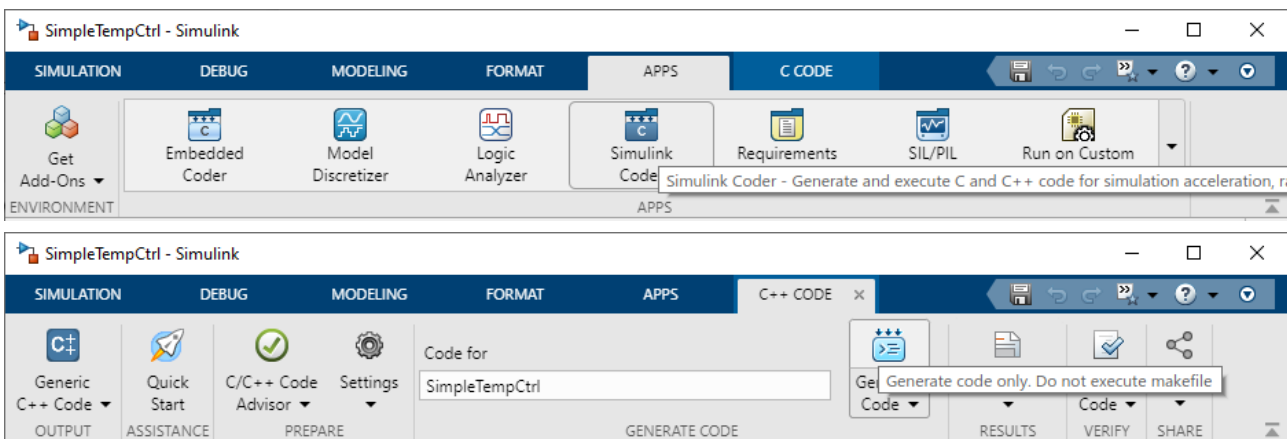 SimpleTempCtrl - Simulink
SIMULATION DEBUG MODELING FORMAT APPS C CODE
Get Add-Ons
Embedded Coder
Model Discretizer
Logic Analyzer
Simulink Code
Requirements
SIL/PIL
Run on Custom
Simulink Coder - Generate and execute C and C++ code for simulation acceleration,
ENVIRONMENT APPS
SimpleTempCtrl - Simulink
SIMULATION DEBUG MODELING FORMAT APPS C++ CODE
Generic C++ Code
Quick Start
C/C++ Code Advisor
Settings
Code for
SimpleTempCtrl
Code
Generate code only. Do not execute makefile
Code
OUTPUT ASSISTANCE PREPARE GENERATE CODE RESULTS VERIFY SHARE